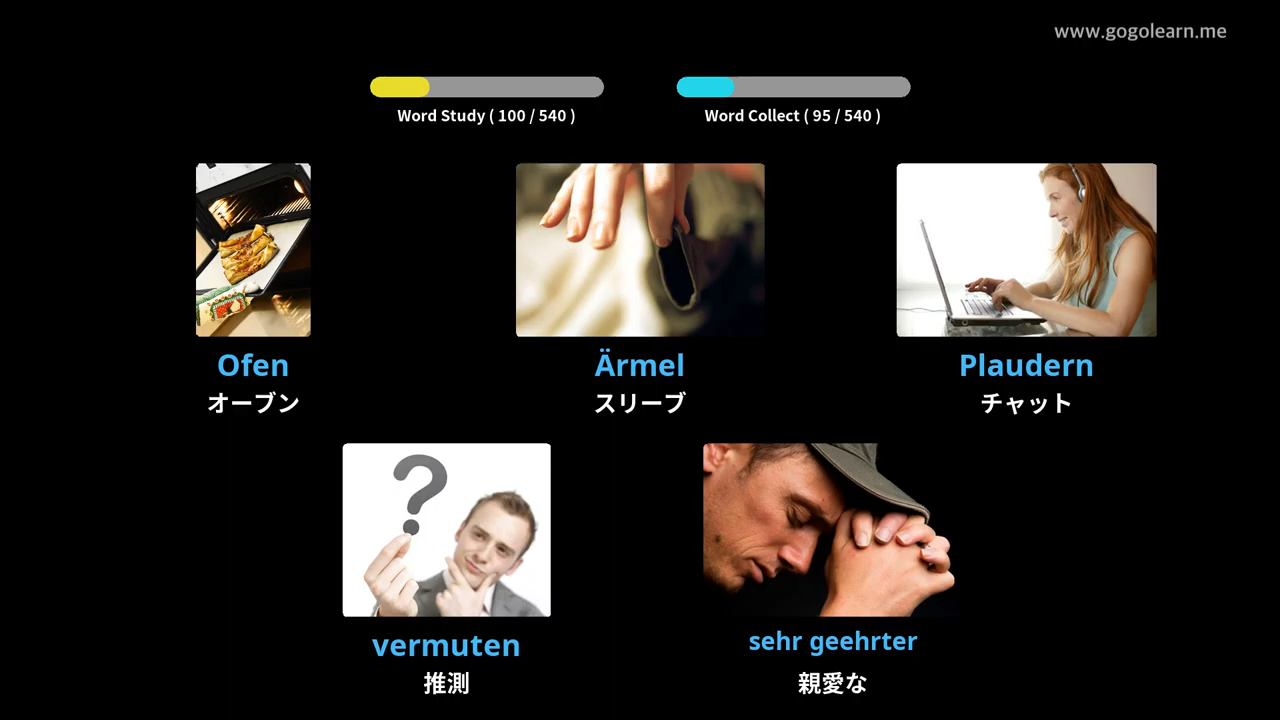 www.gogolearn.me
Word Study ( 100 / 540 )
Word Collect ( 95 / 540 )
Ofen
オーブン
Ärmel
スリーブ
Plaudern
チャット
vermuten
推測
sehr geehrter
親愛な